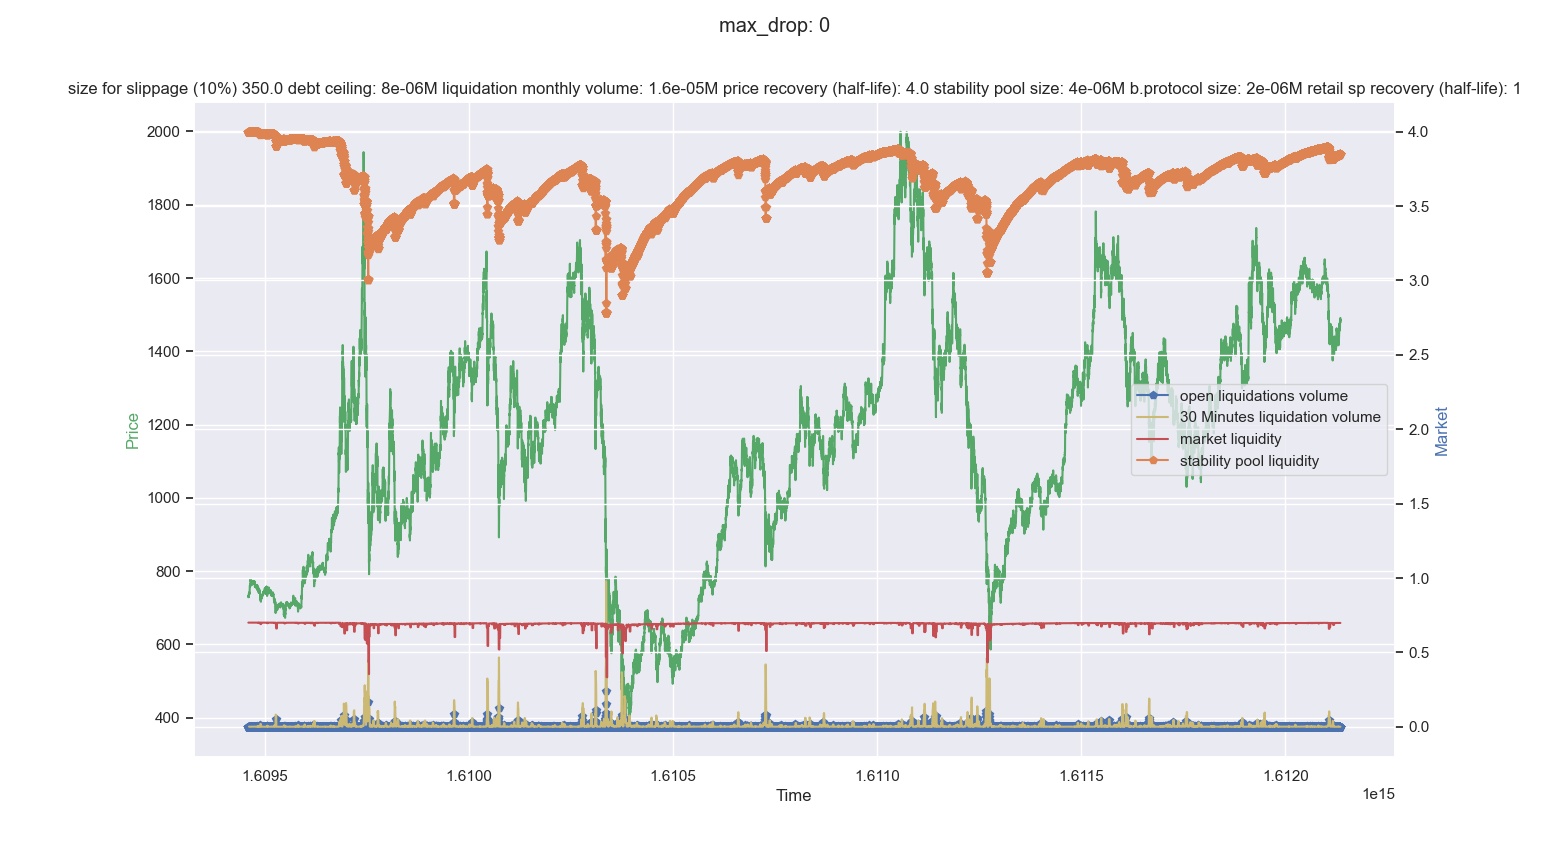 max_drop: 0
size for slippage (10%) 350.0 debt ceiling: 8e-06M liquidation monthly volume: 1.6e-05M price recovery (half-life): 4.0 stability pool size: 4e-06M b.protocol size: 2e-06M retail sp recovery (half-life): 1
2000
1800
1600
1400
1200
1000
800
600
400
Price
4.0
3.5
3.0
2.5
2.0
1.5
1.0
0.5
0.0
Market
open liquidations volume
30 Minutes liquidation volume
market liquidity
stability pool liquidity
1.6095
1.6100
1.6105
1.6110
1.6115
1.6120
1e15
Time